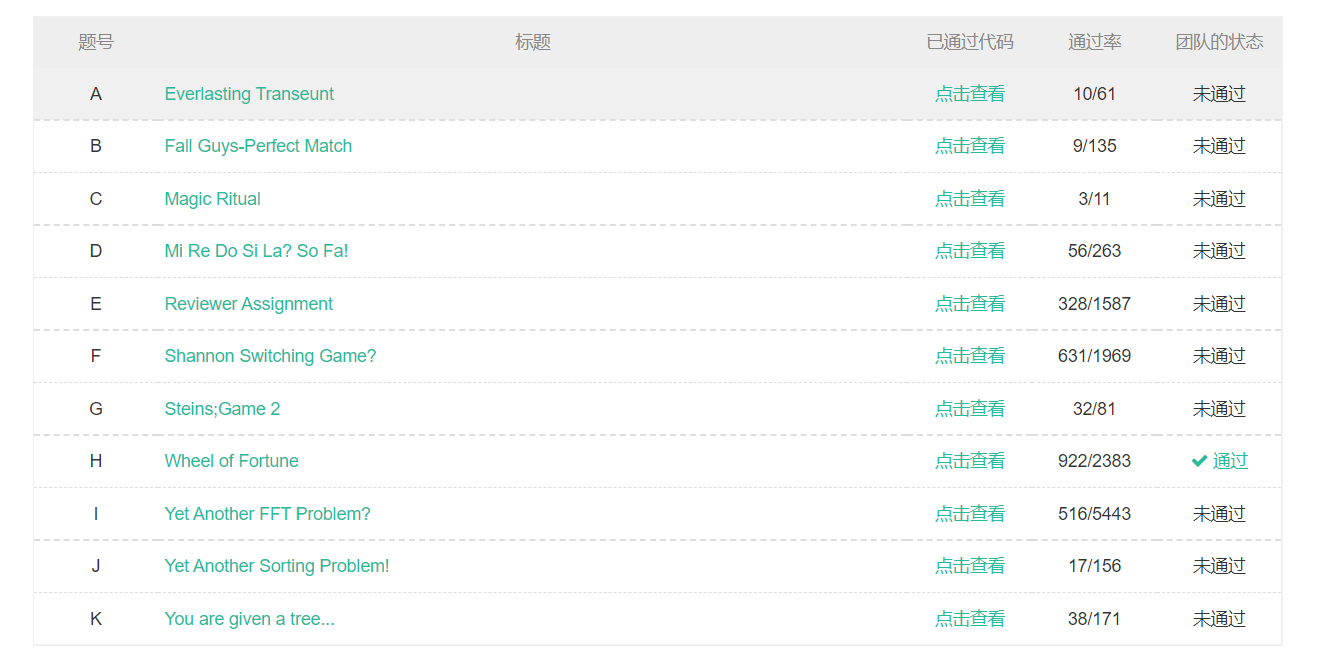 题号 标题 已通过代码 通过率 团队的状态
A Everlasting Transeunt 点击查看 10/61 未通过
B Fall Guys-Perfect Match 点击查看 9/135 未通过
C Magic Ritual 点击查看 3/11 未通过
D Mi Re Do Si La? So Fa! 点击查看 56/263 未通过
E Reviewer Assignment 点击查看 328/1587 未通过
F Shannon Switching Game? 点击查看 631/1969 未通过
G Steins;Game 2 点击查看 32/81 未通过
H Wheel of Fortune 点击查看 922/2383 通过
I Yet Another FFT Problem? 点击查看 516/5443 未通过
J Yet Another Sorting Problem! 点击查看 17/156 未通过
K You are given a tree... 点击查看 38/171 未通过